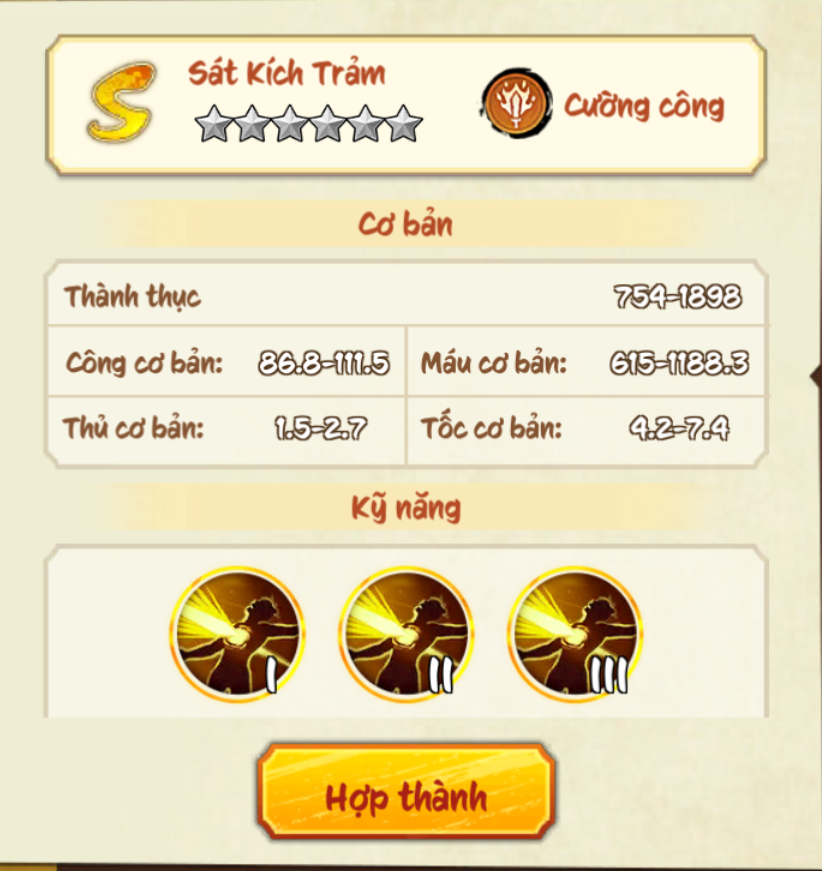 S
Sát Kích Trảm
Cường công
Cơ bản
Thành thục 754-1898
Công cơ bản: 86.8-111.5 Máu cơ bản: 615-1188.3
Thủ cơ bản: 1.5-2.7 Tốc cơ bản: 4.2-7.4
Kỹ năng
I II III
Hợp thành